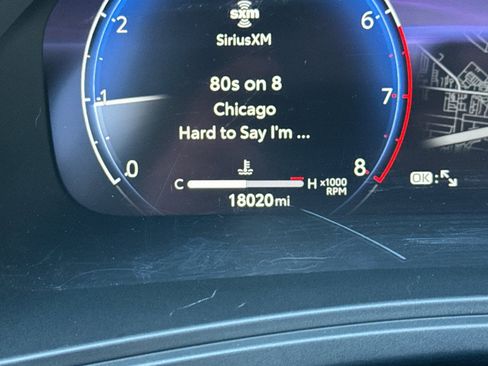 2
sxm
6
SiriusXM
80s on 8
1
Chicago
7
Hard to Say I'm ...
0
8
C
H
x1000
RPM
18020mi
OK :